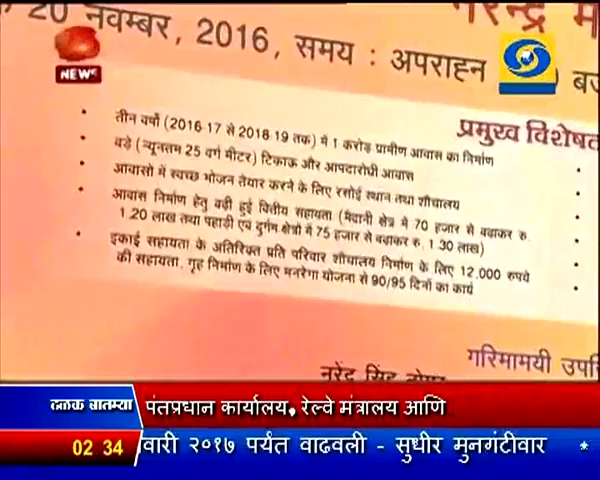 20 नवम्बर, 2016, समय : अपराह्न
NEWS
प्रमुख विशेषत
• तीन वर्षों (2016-17 से 2018-19 तक) में 1 करोड़ ग्रामीण आवास का निर्माण
• बड़े (न्यूनतम 25 वर्ग मीटर) टिकाऊ और आपदारोधी आवास
• आवासों में स्वच्छ भोजन तैयार करने के लिए रसोई स्थान तथा शौचालय
• आवास निर्माण हेतु बढ़ी हुई वित्तीय सहायता (मैदानी क्षेत्र में 70 हजार से बढ़ाकर रु.
1.20 लाख तथा पहाड़ी एवं दुर्गम क्षेत्रों में 75 हजार से बढ़ाकर रु. 1.30 लाख)
• इकाई सहायता के अतिरिक्त प्रति परिवार शौचालय निर्माण के लिए 12,000 रुपये
की सहायता, गृह निर्माण के लिए मनरेगा योजना से 90/95 दिनों का कार्य
गरिमामयी उपरि
ठळक बातम्या
पंतप्रधान कार्यालय, रेल्वे मंत्रालय आणि
02 34
वारी २०१७ पर्यंत वाढवली - सुधीर मुनगंटीवार *